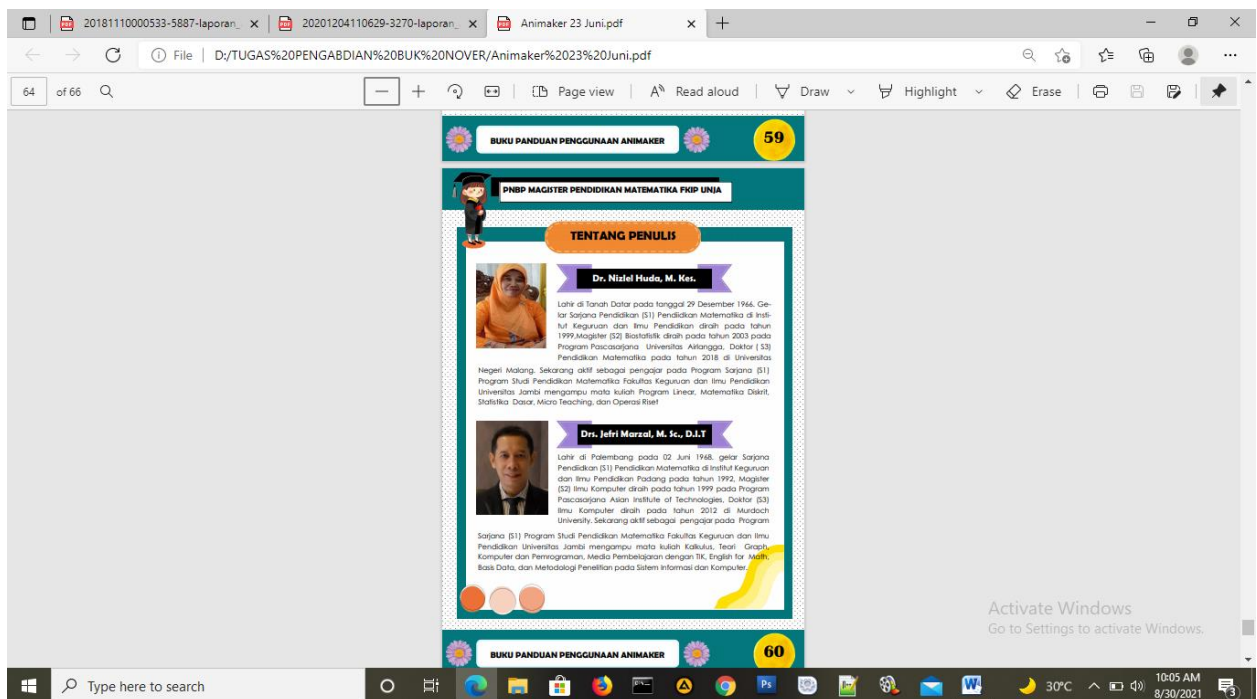 20181110000533-5887-laporan_
20201204110629-3270-laporan_
Animaker 23 Juni.pdf
File | D:/TUGAS%20PENGABDIAN%20BUK%20NOVER/Animaker%2023%20Juni.pdf
64 of 66
Page view
Read aloud
Draw
Highlight
Erase
BUKU PANDUAN PENGGUNAAN ANIMAKER
59
PNBP MAGISTER PENDIDIKAN MATEMATIKA FKIP UNJA
TENTANG PENULIS
Dr. Nizlel Huda, M. Kes.
Lahir di Tanah Datar pada tanggal 29 Desember 1966. Ge-
lar Sarjana Pendidikan (S1) Pendidikan Matematika di Insti-
tut Keguruan dan Ilmu Pendidikan diraih pada tahun
1999,Magister (S2) Biostatistik diraih pada tahun 2003 pada
Program Pascasarjana Universitas Airlangga, Doktor ( S3)
Pendidikan Matematika pada tahun 2018 di Universitas
Negeri Malang. Sekarang aktif sebagai pengajar pada Program Sarjana (S1)
Program Studi Pendidikan Matematika Fakultas Keguruan dan Ilmu Pendidikan
Universitas Jambi mengampu mata kuliah Program Linear, Matematika Diskrit,
Statistika Dasar, Micro Teaching, dan Operasi Riset
Drs. Jefri Marzal, M. Sc., D.I.T
Lahir di Palembang pada 02 Juni 1968. gelar Sarjana
Pendidikan (S1) Pendidikan Matematika di Institut Keguruan
dan Ilmu Pendidikan Padang pada tahun 1992, Magister
(S2) Ilmu Komputer diraih pada tahun 1999 pada Program
Pascasarjana Asian Institute of Technologies, Doktor (S3)
Ilmu Komputer diraih pada tahun 2012 di Murdoch
University. Sekarang aktif sebagai pengajar pada Program
Sarjana (S1) Program Studi Pendidikan Matematika Fakultas Keguruan dan Ilmu
Pendidikan Universitas Jambi mengampu mata kuliah Kalkulus, Teori Graph,
Komputer dan Pemrograman, Media Pembelajaran dengan TIK, English for Math,
Basis Data, dan Metodologi Penelitian pada Sistem Informasi dan Komputer.
BUKU PANDUAN PENGGUNAAN ANIMAKER
60
Activate Windows
Go to Settings to activate Windows.
Type here to search
30°C
10:05 AM
8/30/2021